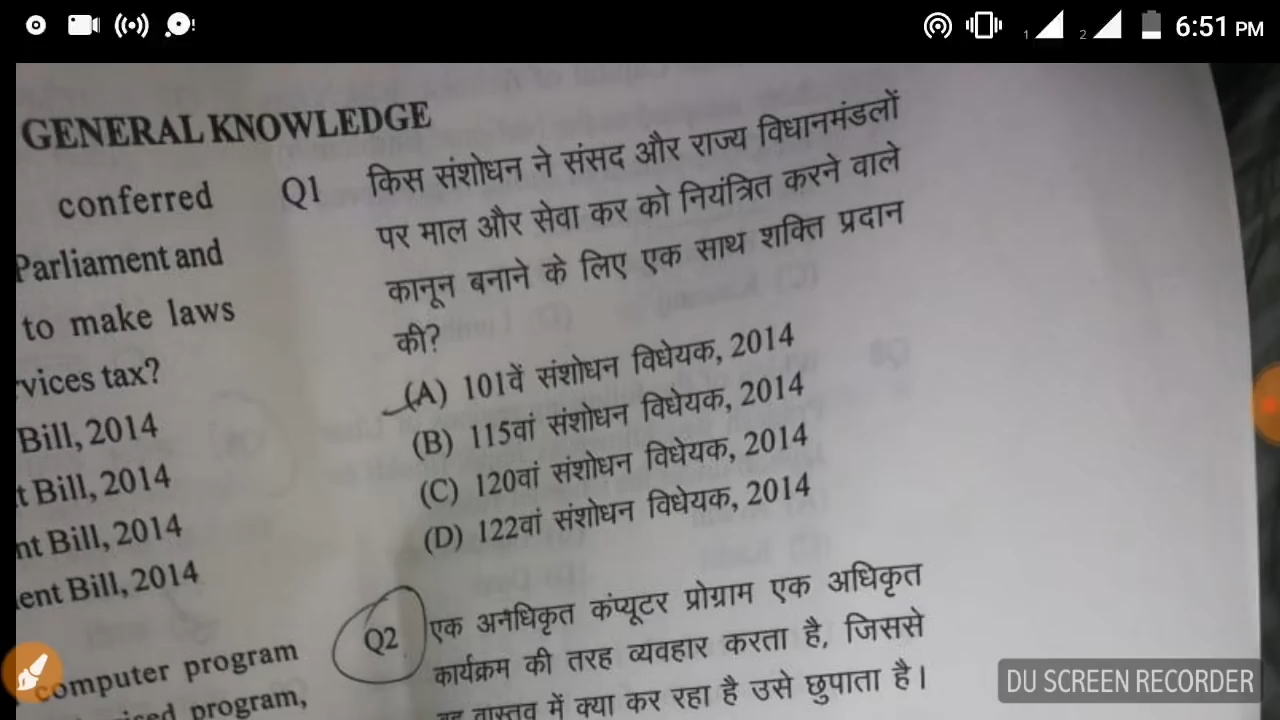 6:51 PM
GENERAL KNOWLEDGE
conferred
Parliament and
to make laws
vices tax?
Bill, 2014
t Bill, 2014
nt Bill, 2014
ent Bill, 2014
computer program
program,
Q1 किस संशोधन ने संसद और राज्य विधानमंडलों
पर माल और सेवा कर को नियंत्रित करने वाले
कानून बनाने के लिए एक साथ शक्ति प्रदान
की?
(A) 101वें संशोधन विधेयक, 2014
(B) 115वां संशोधन विधेयक, 2014
(C) 120वां संशोधन विधेयक, 2014
(D) 122वां संशोधन विधेयक, 2014
Q2 एक अनधिकृत कंप्यूटर प्रोग्राम एक अधिकृत
कार्यक्रम की तरह व्यवहार करता है, जिससे
वास्तव में क्या कर रहा है उसे छुपाता है।
DU SCREEN RECORDER